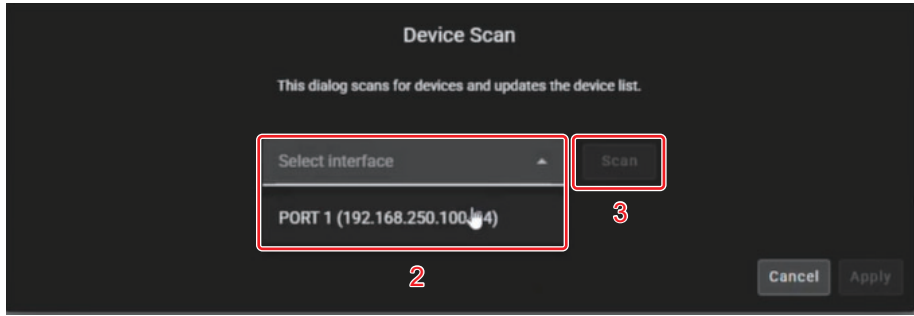 Device Scan
This dialog scans for devices and updates the device list.
Select interface
Scan
PORT 1 (192.168.250.100 4)
3
2
Cancel Apply